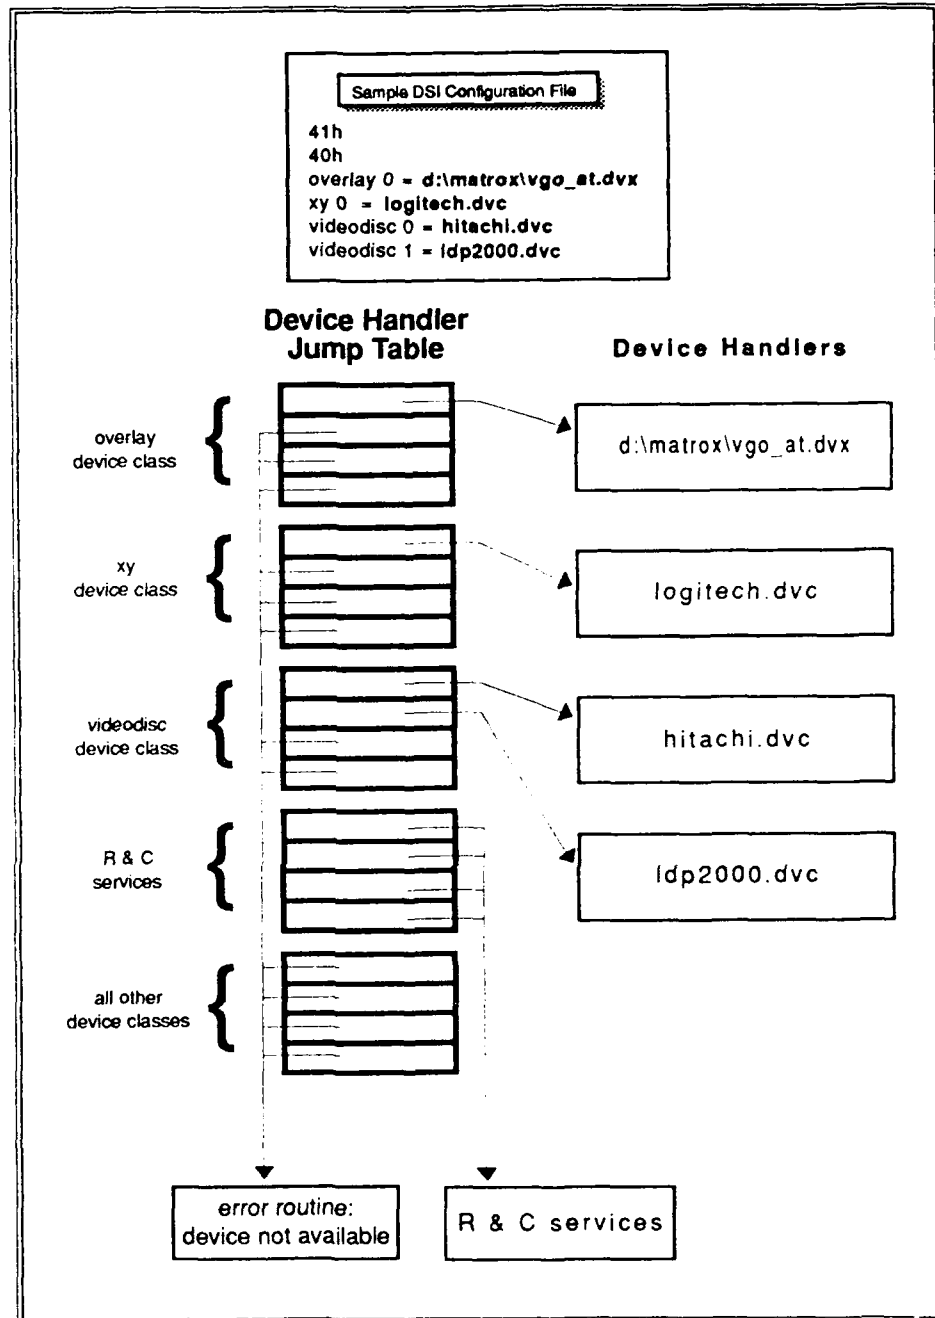 Sample DSI Configuration File
41h
40h
overlay 0 = d:\matrox\vgo_at.dvx
xy 0 = logitech.dvc
videodisc 0 = hitachi.dvc
videodisc 1 = ldp2000.dvc
Device Handler
Jump Table
Device Handlers
overlay
device class
d:\matrox\vgo_at.dvx
xy
device class
logitech.dvc
videodisc
device class
hitachi.dvc
ldp2000.dvc
R & C
services
all other
device classes
error routine:
device not available
R & C services